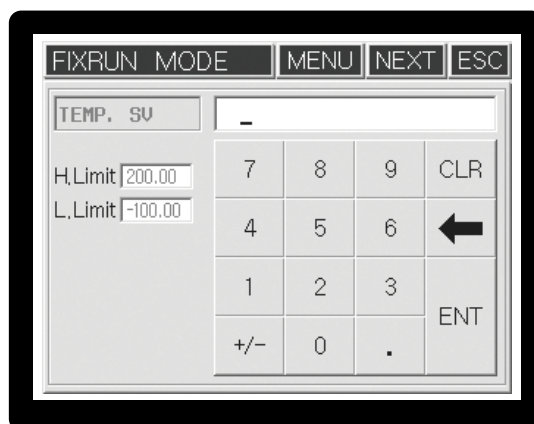 FIXRUN MODE MENU NEXT ESC
TEMP. SV _
H.Limit 200.00
L.Limit -100.00
7 8 9 CLR
4 5 6
1 2 3
ENT
+/- 0 .